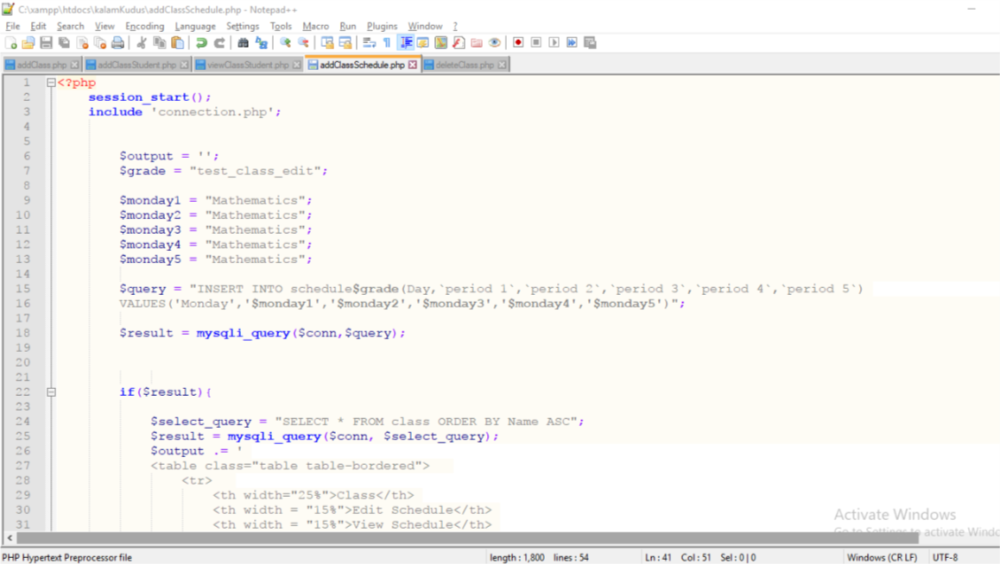 C:\xampp\htdocs\kalamKudus\addClassSchedule.php - Notepad++
File Edit Search View Encoding Language Settings Tools Macro Run Plugins Window ?
addClass.php addClassStudent.php viewClassStudent.php addClassSchedule.php deleteClass.php
1 <?php
2 session_start();
3 include 'connection.php';
4
5
6 $output = '';
7 $grade = "test_class_edit";
8
9 $monday1 = "Mathematics";
10 $monday2 = "Mathematics";
11 $monday3 = "Mathematics";
12 $monday4 = "Mathematics";
13 $monday5 = "Mathematics";
14
15 $query = "INSERT INTO schedule$grade(Day,`period 1`,`period 2`,`period 3`,`period 4`,`period 5`)
16 VALUES('Monday','$monday1','$monday2','$monday3','$monday4','$monday5')";
17
18 $result = mysqli_query($conn,$query);
19
20
21
22 if($result){
23
24 $select_query = "SELECT * FROM class ORDER BY Name ASC";
25 $result = mysqli_query($conn, $select_query);
26 $output .= '
27 <table class="table table-bordered">
28 <tr>
29 <th width="25%">Class</th>
30 <th width = "15%">Edit Schedule</th>
31 <th width = "15%">View Schedule</th>
Activate Windows
Go to Settings to activate Windo
PHP Hypertext Preprocessor file length : 1,800 lines : 54 Ln : 41 Col : 51 Sel : 0 | 0 Windows (CR LF) UTF-8